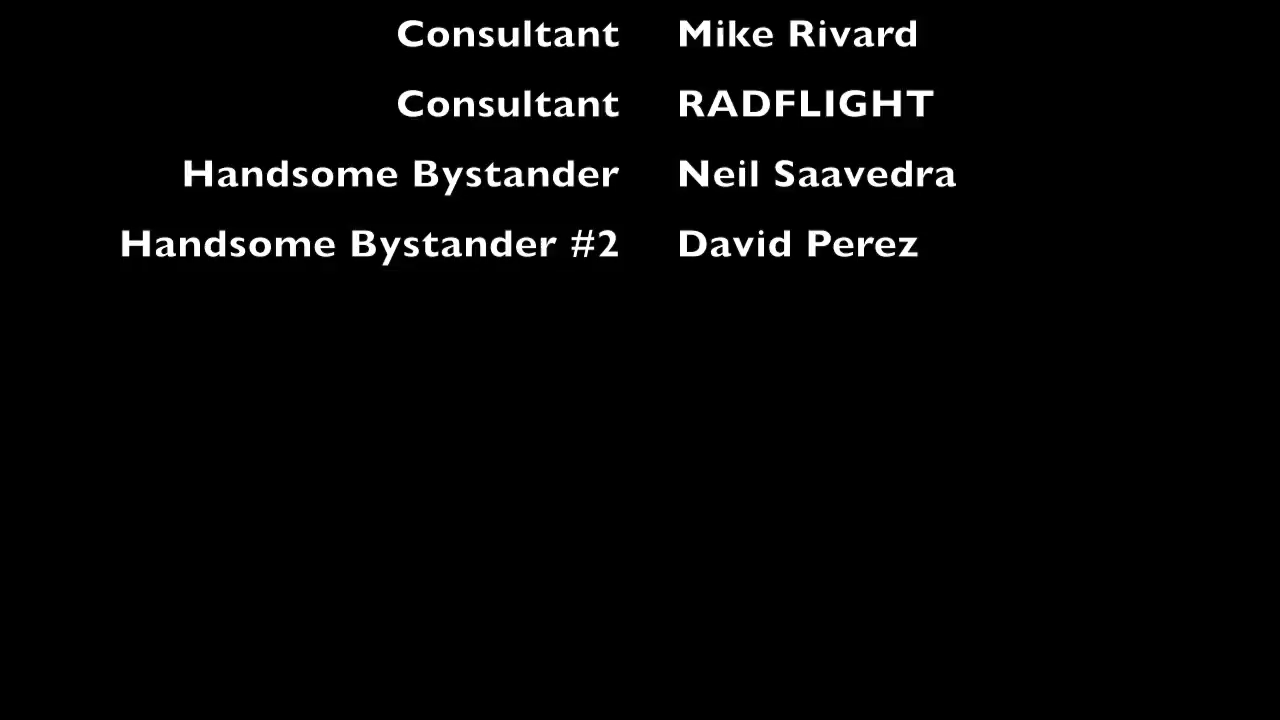 Consultant Mike Rivard
Consultant RADFLIGHT
Handsome Bystander Neil Saavedra
Handsome Bystander #2 David Perez